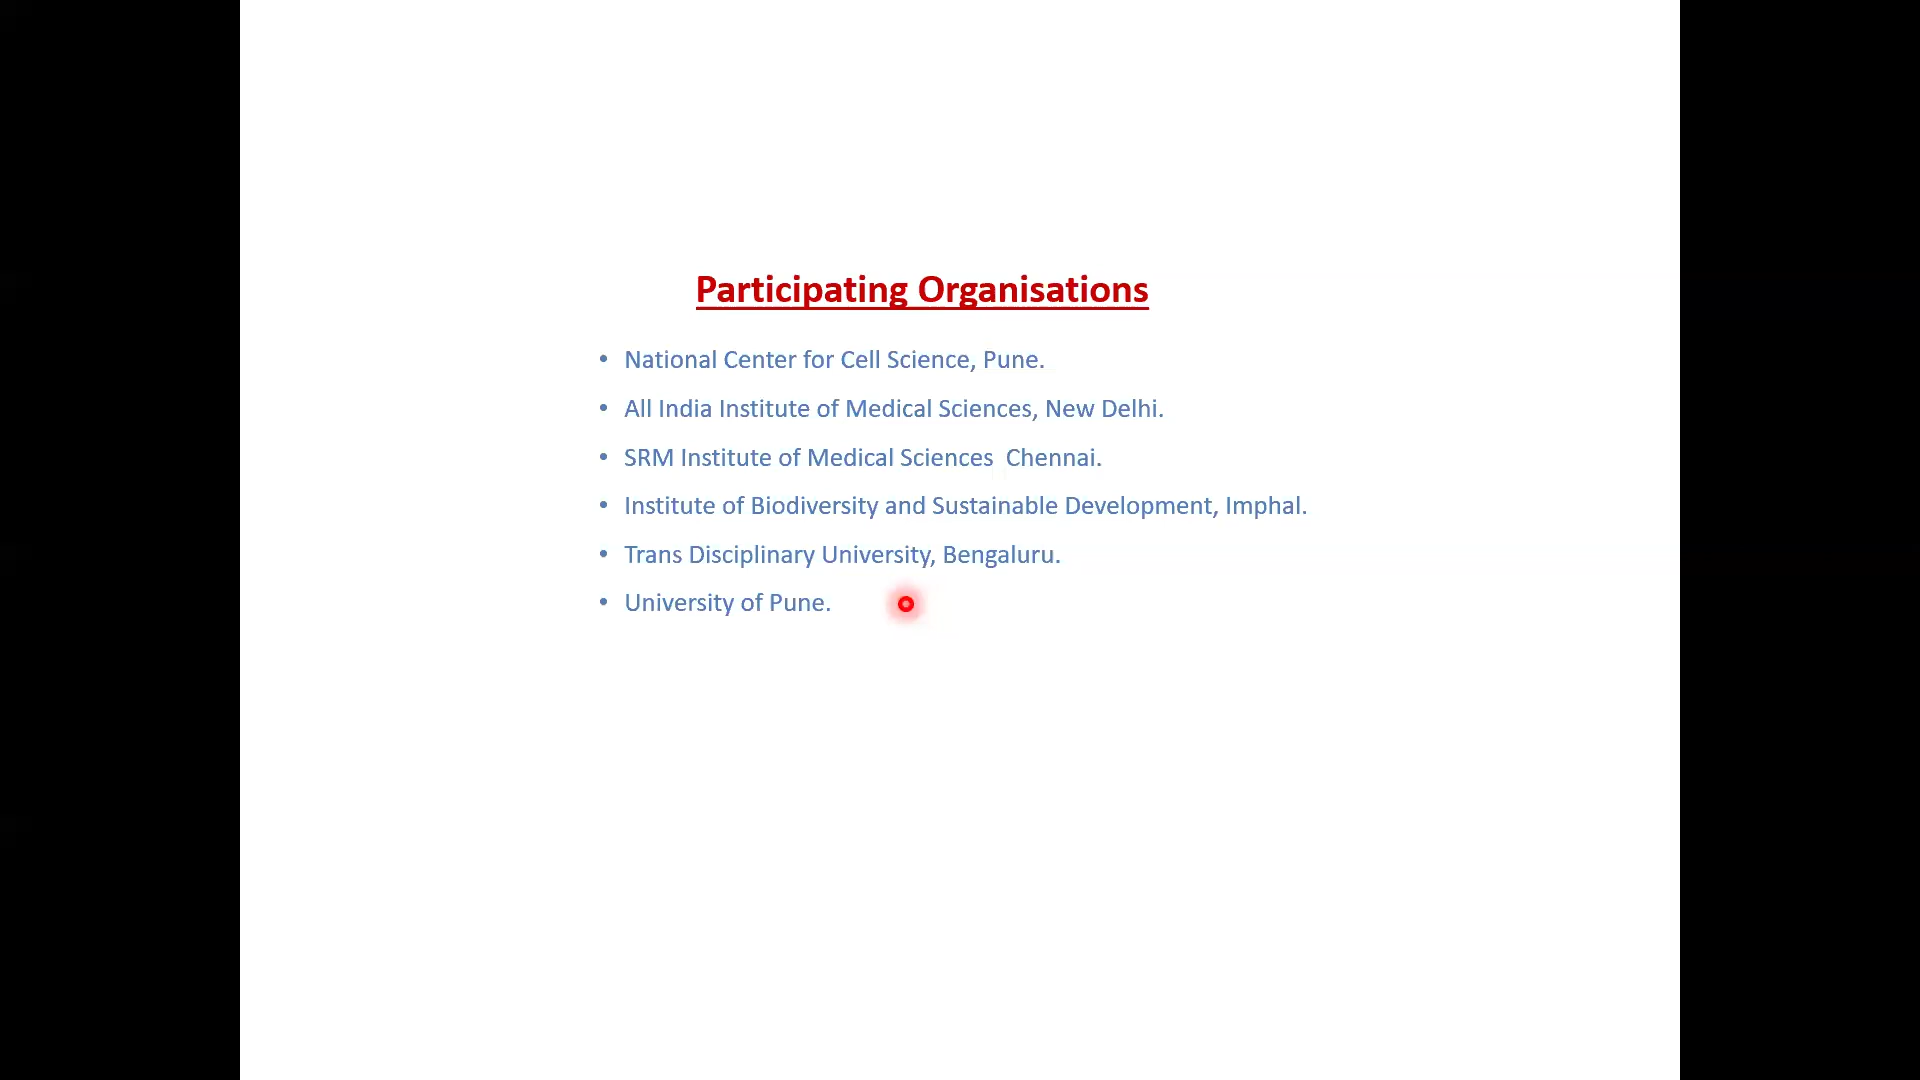 Participating Organisations
• National Center for Cell Science, Pune.
• All India Institute of Medical Sciences, New Delhi.
• SRM Institute of Medical Sciences  Chennai.
• Institute of Biodiversity and Sustainable Development, Imphal.
• Trans Disciplinary University, Bengaluru.
• University of Pune.